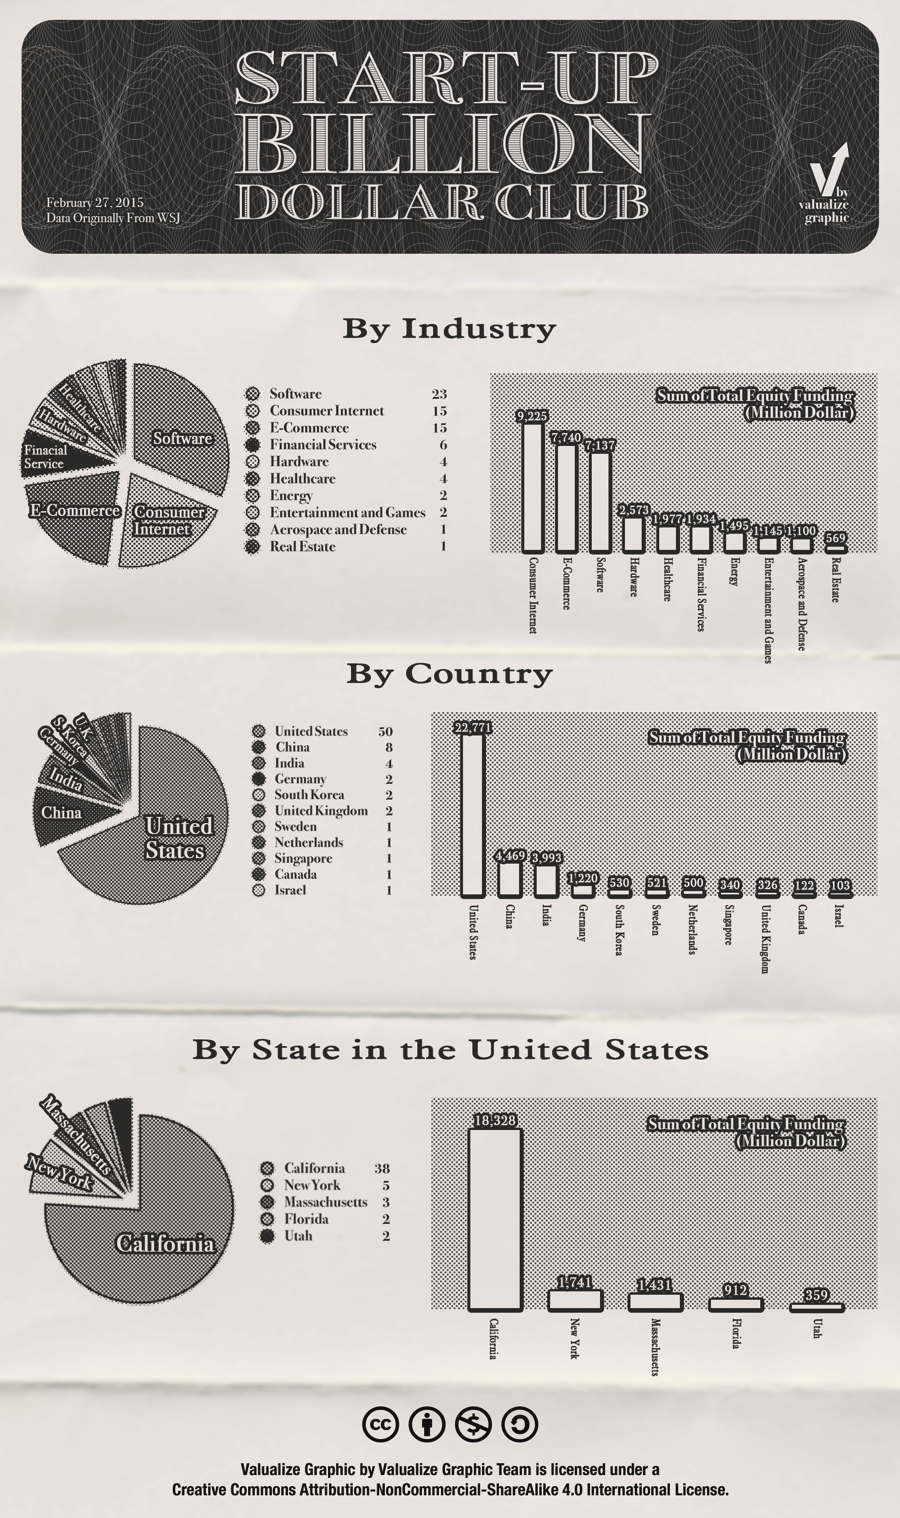 START-UP
BILLION
DOLLAR CLUB
February 27, 2015
Data Originally From WSJ
by
valualize
graphic
By Industry
Software
Consumer
Internet
E-Commerce
Finacial
Service
Hardware
Healthcare
Software 23
Consumer Internet 15
E-Commerce 15
Financial Services 6
Hardware 4
Healthcare 4
Energy 2
Entertainment and Games 2
Aerospace and Defense 1
Real Estate 1
Sum of Total Equity Funding
(Million Dollar)
9,225
7,740
7,137
2,573
1,977
1,934
1,495
1,145
1,100
569
Consumer Internet
E-Commerce
Software
Hardware
Healthcare
Financial Services
Energy
Entertainment and Games
Aerospace and Defense
Real Estate
By Country
U.K.
S. Korea
Germany
India
China
United
States
United States 50
China 8
India 4
Germany 2
South Korea 2
United Kingdom 2
Sweden 1
Netherlands 1
Singapore 1
Canada 1
Israel 1
Sum of Total Equity Funding
(Million Dollar)
22,771
4,469
3,993
1,220
530
521
500
340
326
122
103
United States
China
India
Germany
South Korea
Sweden
Netherlands
Singapore
United Kingdom
Canada
Israel
By State in the United States
Massachusetts
New York
California
California 38
New York 5
Massachusetts 3
Florida 2
Utah 2
Sum of Total Equity Funding
(Million Dollar)
18,328
1,741
1,431
912
359
California
New York
Massachusetts
Florida
Utah
cc
Valualize Graphic by Valualize Graphic Team is licensed under a
Creative Commons Attribution-NonCommercial-ShareAlike 4.0 International License.